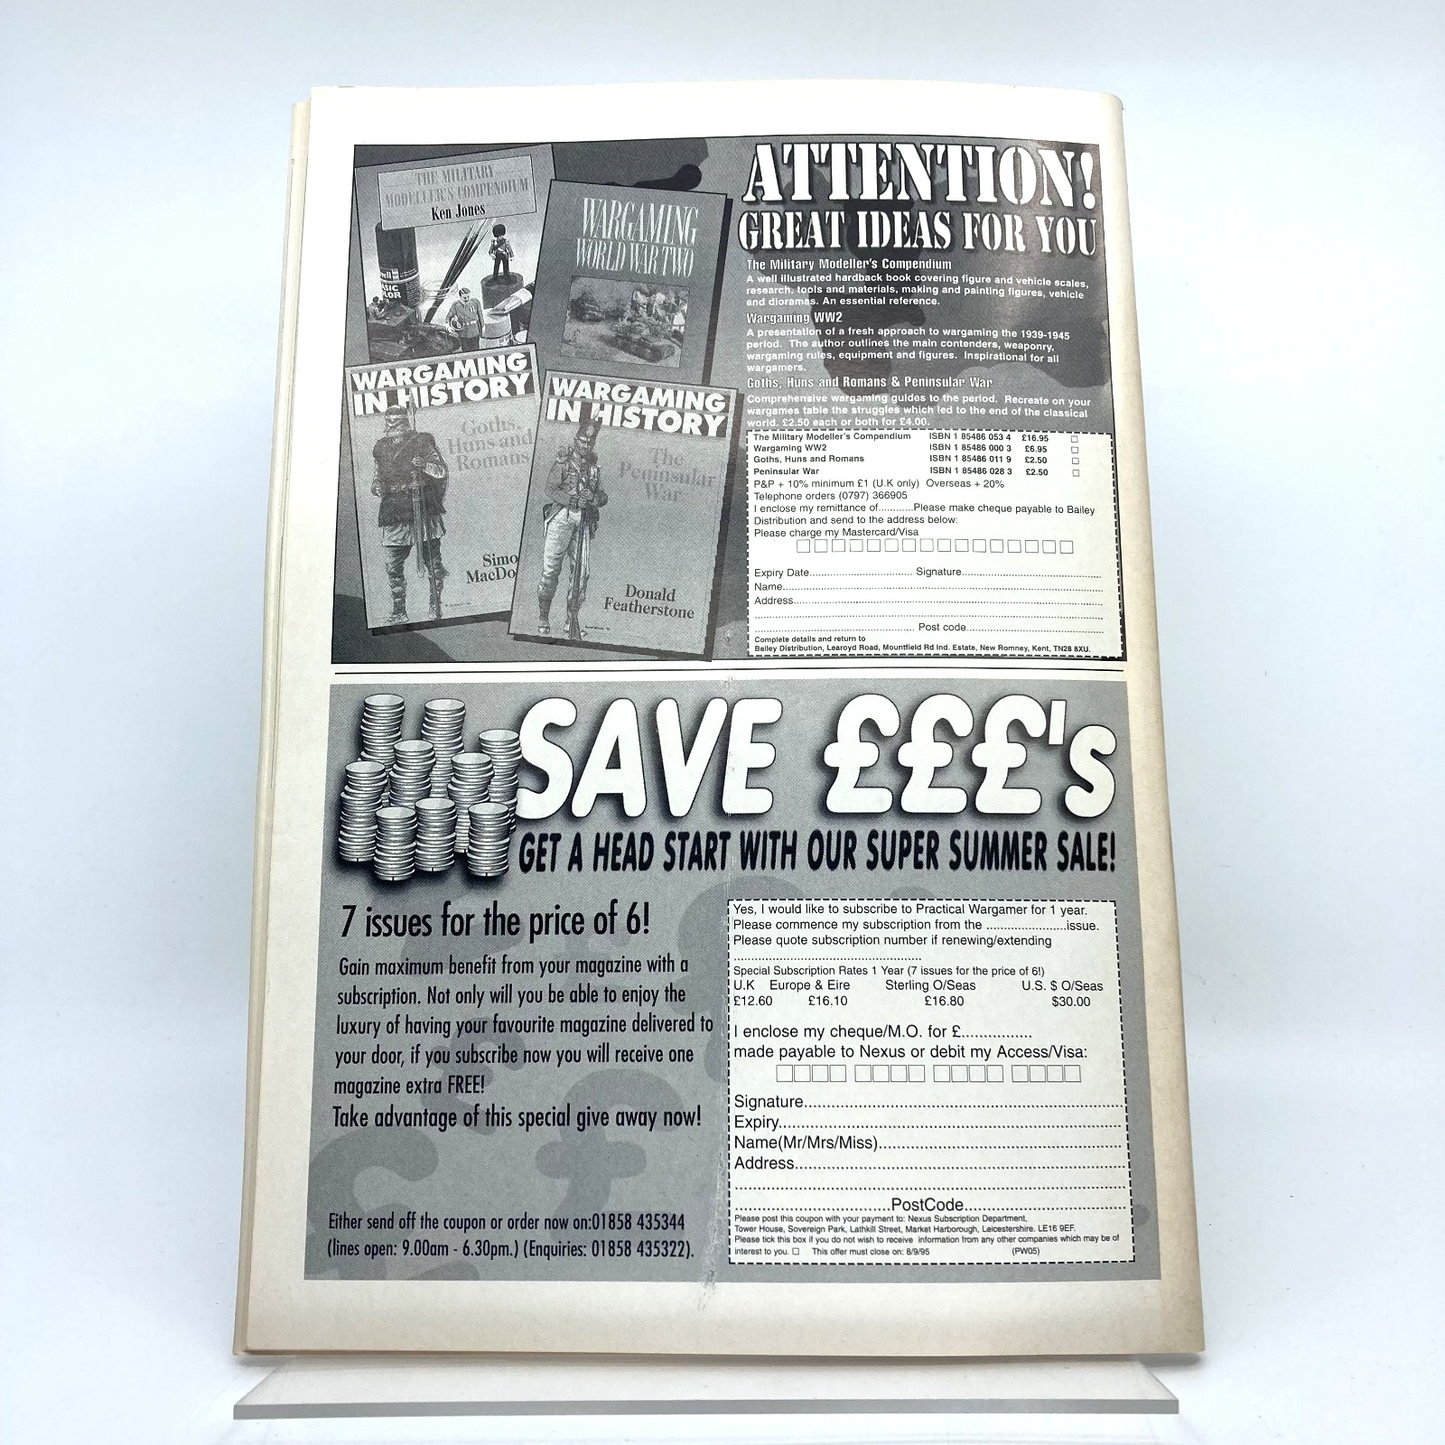 THE MILITARY
MODELLER'S COMPENDIUM
Ken Jones
WARGAMING
WORLD WAR TWO
WARGAMING
IN HISTORY
Goths,
Huns and
Romans
Simo
MacDo
WARGAMING
IN HISTORY
The
Peninsular
War
Donald
Featherstone
ATTENTION!
GREAT IDEAS FOR YOU
The Military Modeller's Compendium
A well illustrated hardback book covering figure and vehicle scales,
research, tools and materials, making and painting figures, vehicle
and dioramas. An essential reference.
Wargaming WW2
A presentation of a fresh approach to wargaming the 1939-1945
period. The author outlines the main contenders, weaponry,
wargaming rules, equipment and figures. Inspirational for all
wargamers.
Goths, Huns and Romans & Peninsular War
Comprehensive wargaming guides to the period. Recreate on your
wargames table the struggles which led to the end of the classical
world. £2.50 each or both for £4.00.
The Military Modeller's Compendium ISBN 1 85486 053 4 £16.95
Wargaming WW2 ISBN 1 85486 000 3 £6.95
Goths, Huns and Romans ISBN 1 85486 011 9 £2.50
Peninsular War ISBN 1 85486 028 3 £2.50
P&P + 10% minimum £1 (U.K only) Overseas + 20%
Telephone orders (0797) 366905
I enclose my remittance of............Please make cheque payable to Bailey
Distribution and send to the address below:
Please charge my Mastercard/Visa
Expiry Date.................................... Signature................................................
Name
Address
Post code
Complete details and return to
Bailey Distribution, Learoyd Road, Mountfield Rd Ind. Estate, New Romney, Kent, TN28 8XU.
SAVE £££'s
GET A HEAD START WITH OUR SUPER SUMMER SALE!
7 issues for the price of 6!
Gain maximum benefit from your magazine with a
subscription. Not only will you be able to enjoy the
luxury of having your favourite magazine delivered to
your door, if you subscribe now you will receive one
magazine extra FREE!
Take advantage of this special give away now!
Either send off the coupon or order now on:01858 435344
(lines open: 9.00am - 6.30pm.) (Enquiries: 01858 435322).
Yes, I would like to subscribe to Practical Wargamer for 1 year.
Please commence my subscription from the ........................issue.
Please quote subscription number if renewing/extending
Special Subscription Rates 1 Year (7 issues for the price of 6!)
U.K Europe & Eire Sterling O/Seas U.S. $ O/Seas
£12.60 £16.10 £16.80 $30.00
I enclose my cheque/M.O. for £................
made payable to Nexus or debit my Access/Visa:
Signature
Expiry
Name(Mr/Mrs/Miss)
Address
PostCode
Please post this coupon with your payment to: Nexus Subscription Department,
Tower House, Sovereign Park, Lathkill Street, Market Harborough, Leicestershire. LE16 9EF.
Please tick this box if you do not wish to receive information from any other companies which may be of
interest to you. This offer must close on: 8/9/95 (PW05)